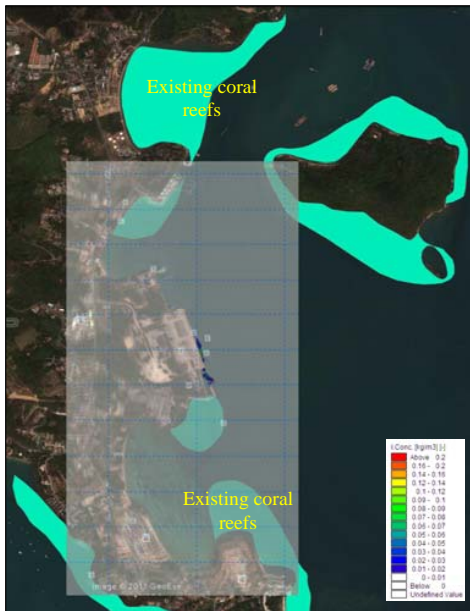 Existing coral
reefs
Existing coral
reefs
Image © 2011 GeoEye
Conc. [kg/m3] [-]
Above 0.2
0.16 - 0.2
0.14 - 0.16
0.12 - 0.14
0.1 - 0.12
0.09 - 0.1
0.08 - 0.09
0.07 - 0.08
0.06 - 0.07
0.05 - 0.06
0.04 - 0.05
0.03 - 0.04
0.02 - 0.03
0.01 - 0.02
0 - 0.01
Below 0
Undefined Value